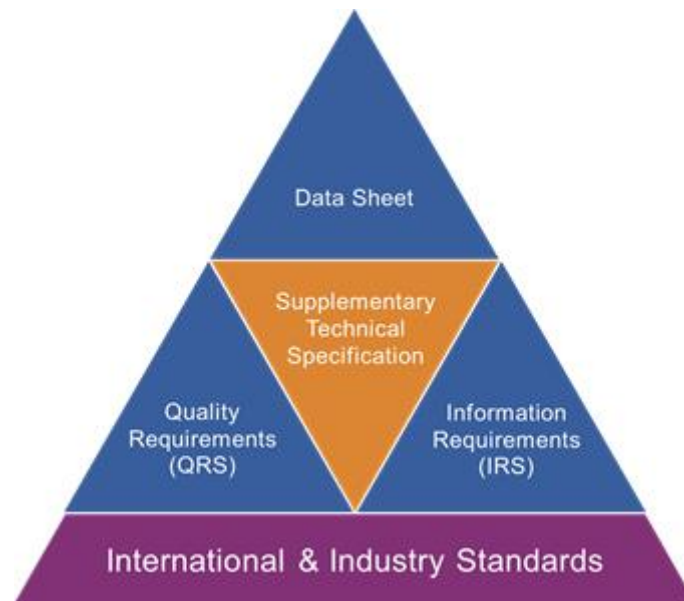 Data Sheet
Supplementary
Technical
Specification
Quality
Requirements
(QRS)
Information
Requirements
(IRS)
International & Industry Standards